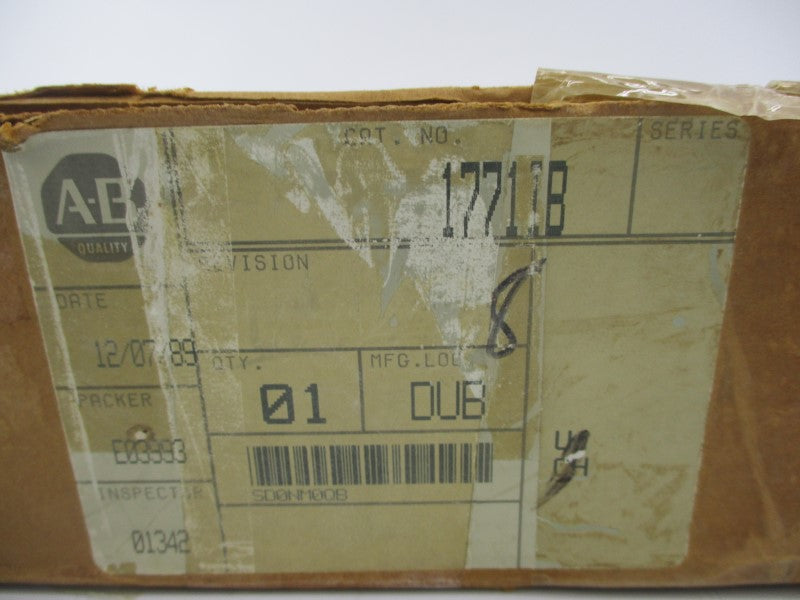 CAT. NO.
SERIES
A-B
QUALITY
1771IB
REVISION
8
DATE
12/07/89
QTY.
MFG.LOC
01
DUB
PACKER
E03993
SD0NM00B
INSPECTOR
01342